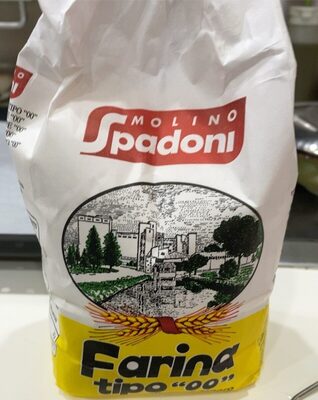 MOLINO
Spadoni
Farina
tipo "00"